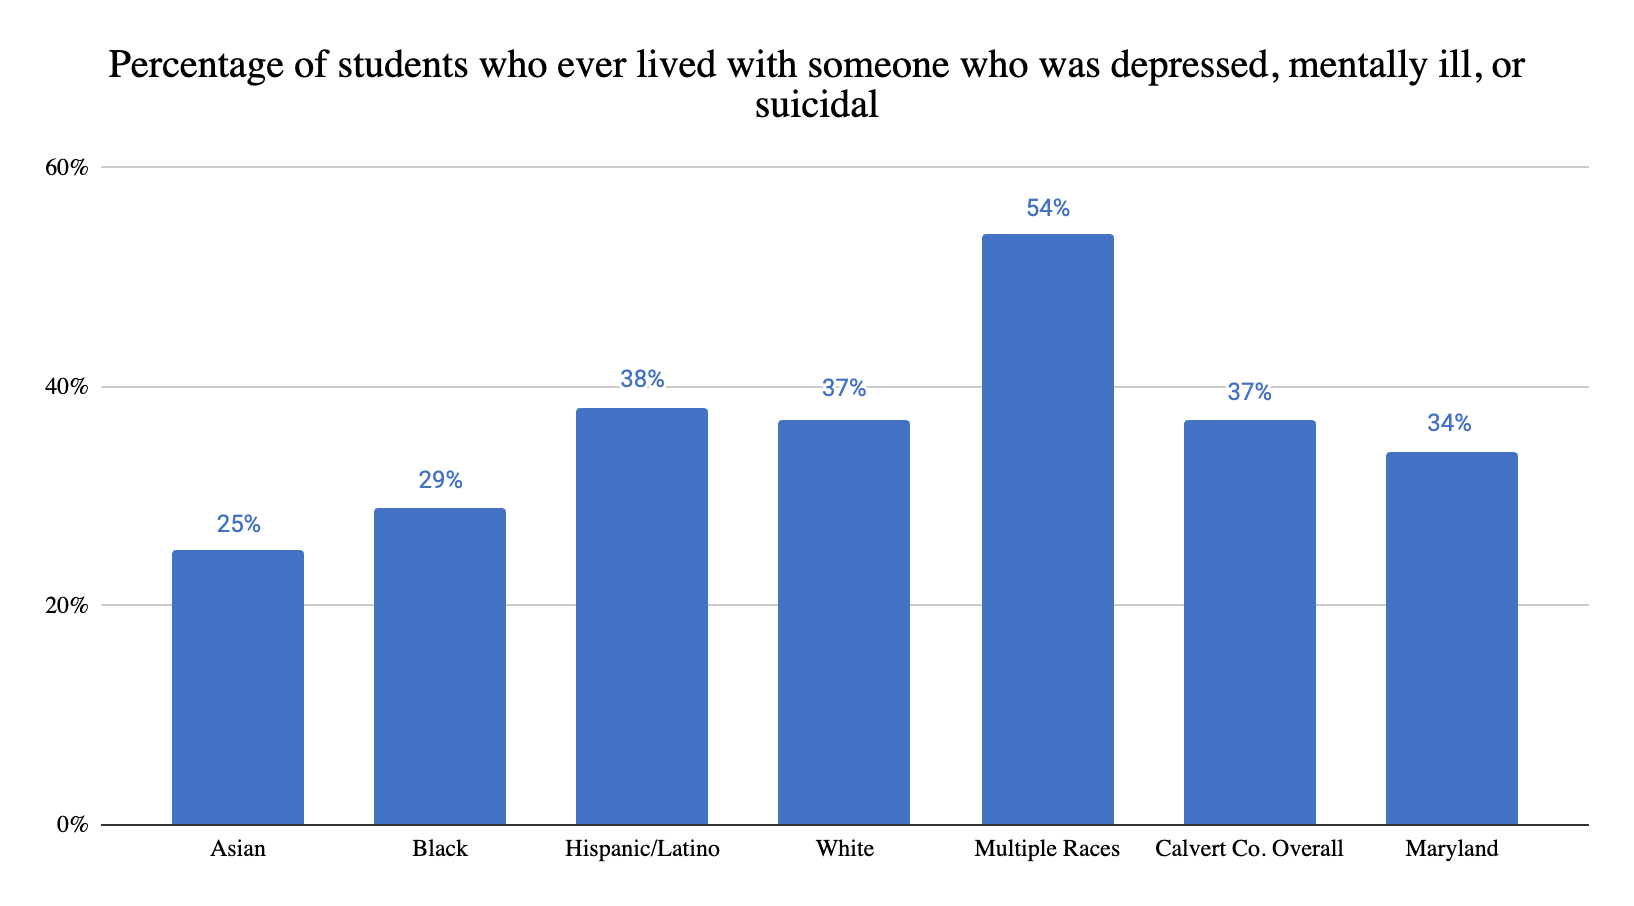 Percentage of students who ever lived with someone who was depressed, mentally ill, or
suicidal
60%
54%
40%
38%
37%
37%
34%
29%
25%
20%
0%
Asian
Black
Hispanic/Latino
White
Multiple Races
Calvert Co. Overall
Maryland